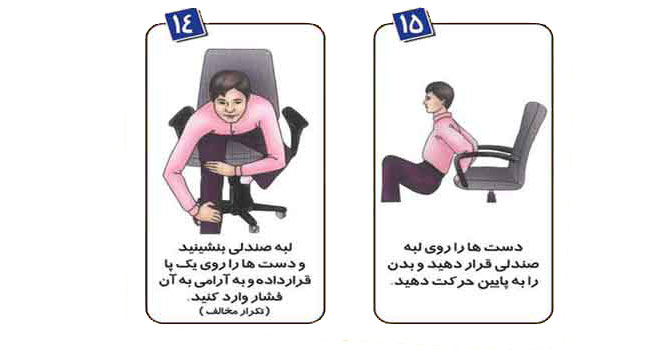 ۱۴
لبه صندلی بنشینید
و دست ها را روی یک پا
قرارداده و به آرامی به آن
فشار وارد کنید.
(تکرار مخالف)
۱۵
دست ها را روی لبه
صندلی قرار دهید و بدن
را به پایین حرکت دهید.